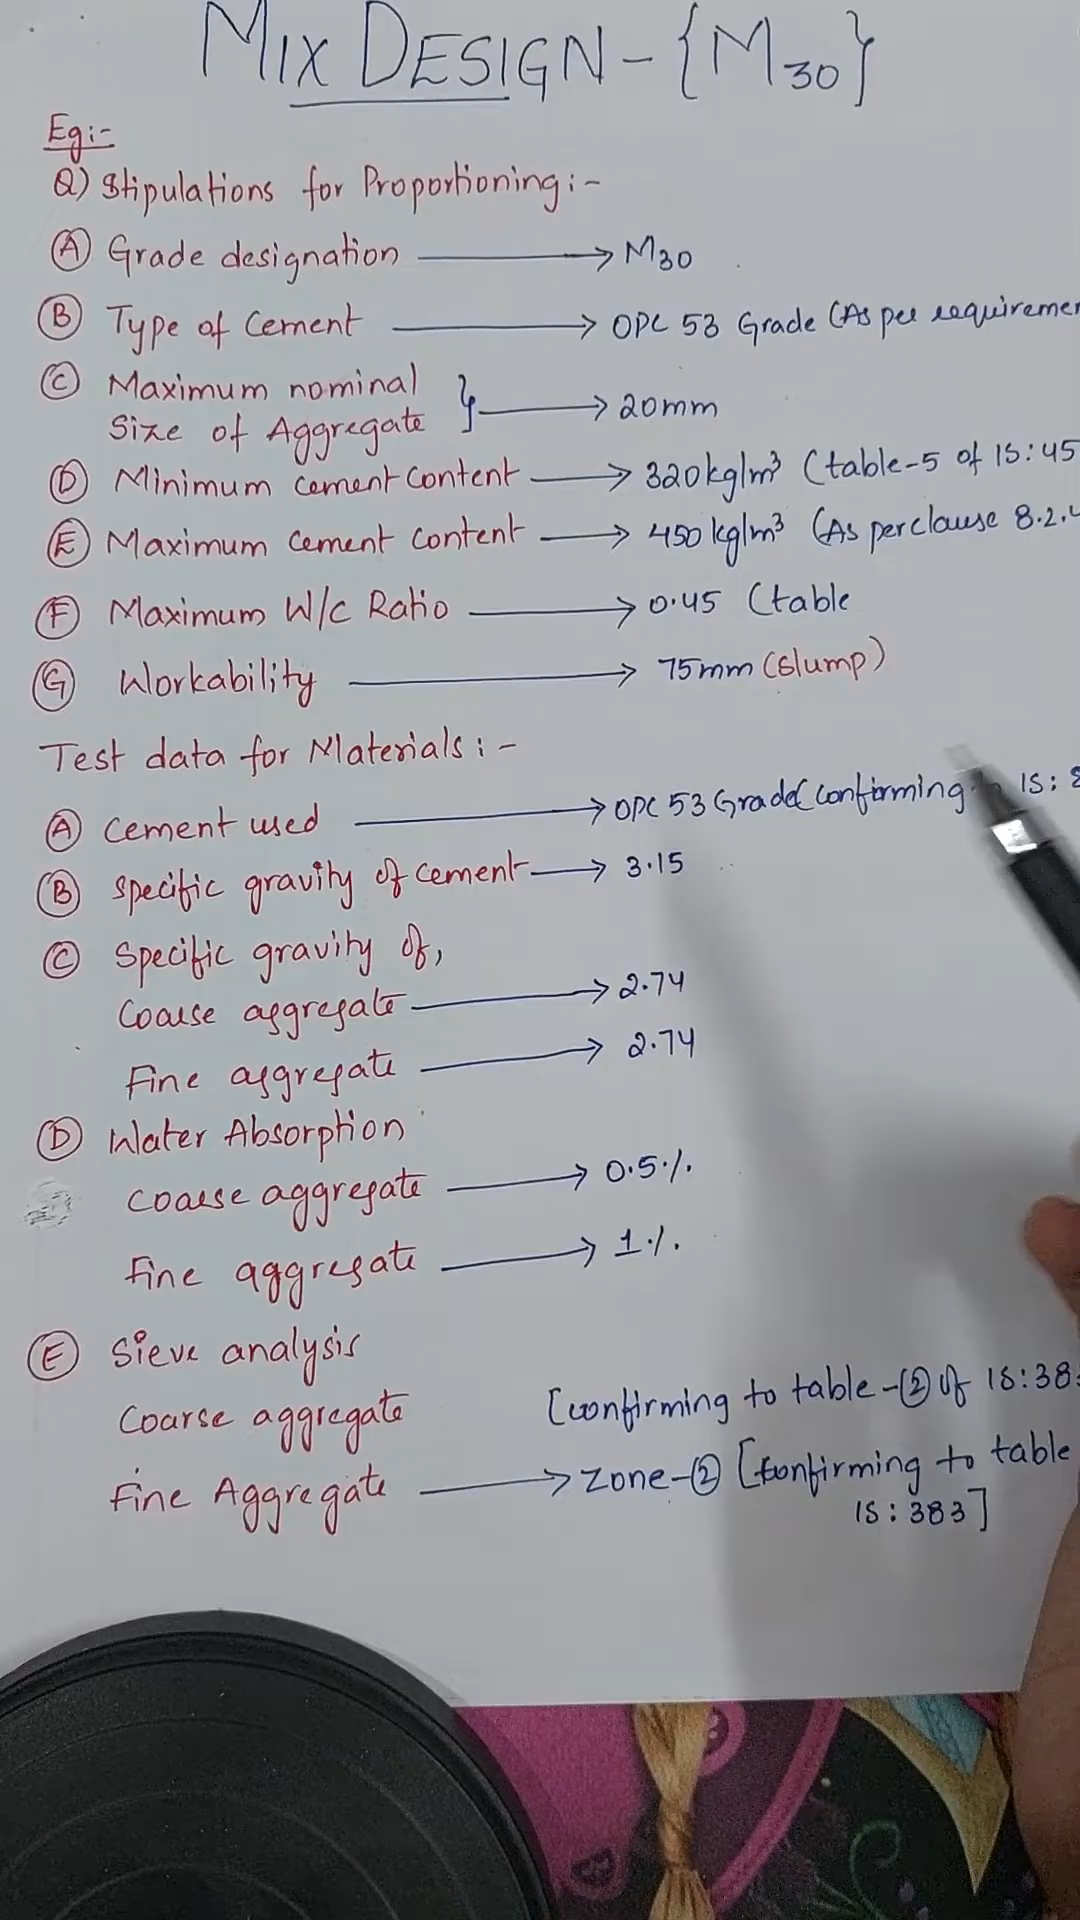 MIX DESIGN - {M30}
Eg:-
Q) Stipulations for Proportioning:-
(A) Grade designation → M30
(B) Type of Cement → OPC 53 Grade (As per
(C) Maximum nominal
Size of Aggregate } → 20mm
(D) Minimum cement content → 320kg/m³ (table-5 of IS:45
(E) Maximum cement content → 450kg/m³ (As per clause 8.2.4
(F) Maximum W/c Ratio → 0.45 (table
(G) Workability → 75mm (slump)
Test data for Materials:-
(A) Cement used → OPC 53 Grade (confirming IS:
(B) Specific gravity of cement → 3.15
(C) Specific gravity of,
Coarse aggregate → 2.74
Fine aggregate → 2.74
(D) Water Absorption
Coarse aggregate → 0.5%.
Fine aggregate → 1%.
(E) Sieve analysis
Coarse aggregate [confirming to table-(2) of IS:38
Fine Aggregate → Zone-(2) [confirming to table
IS:383]